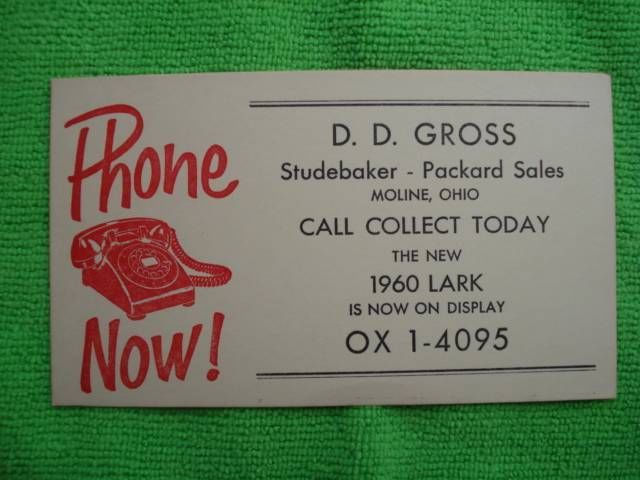 Phone
Now!
D. D. GROSS
Studebaker - Packard Sales
MOLINE, OHIO
CALL COLLECT TODAY
THE NEW
1960 LARK
IS NOW ON DISPLAY
OX 1-4095